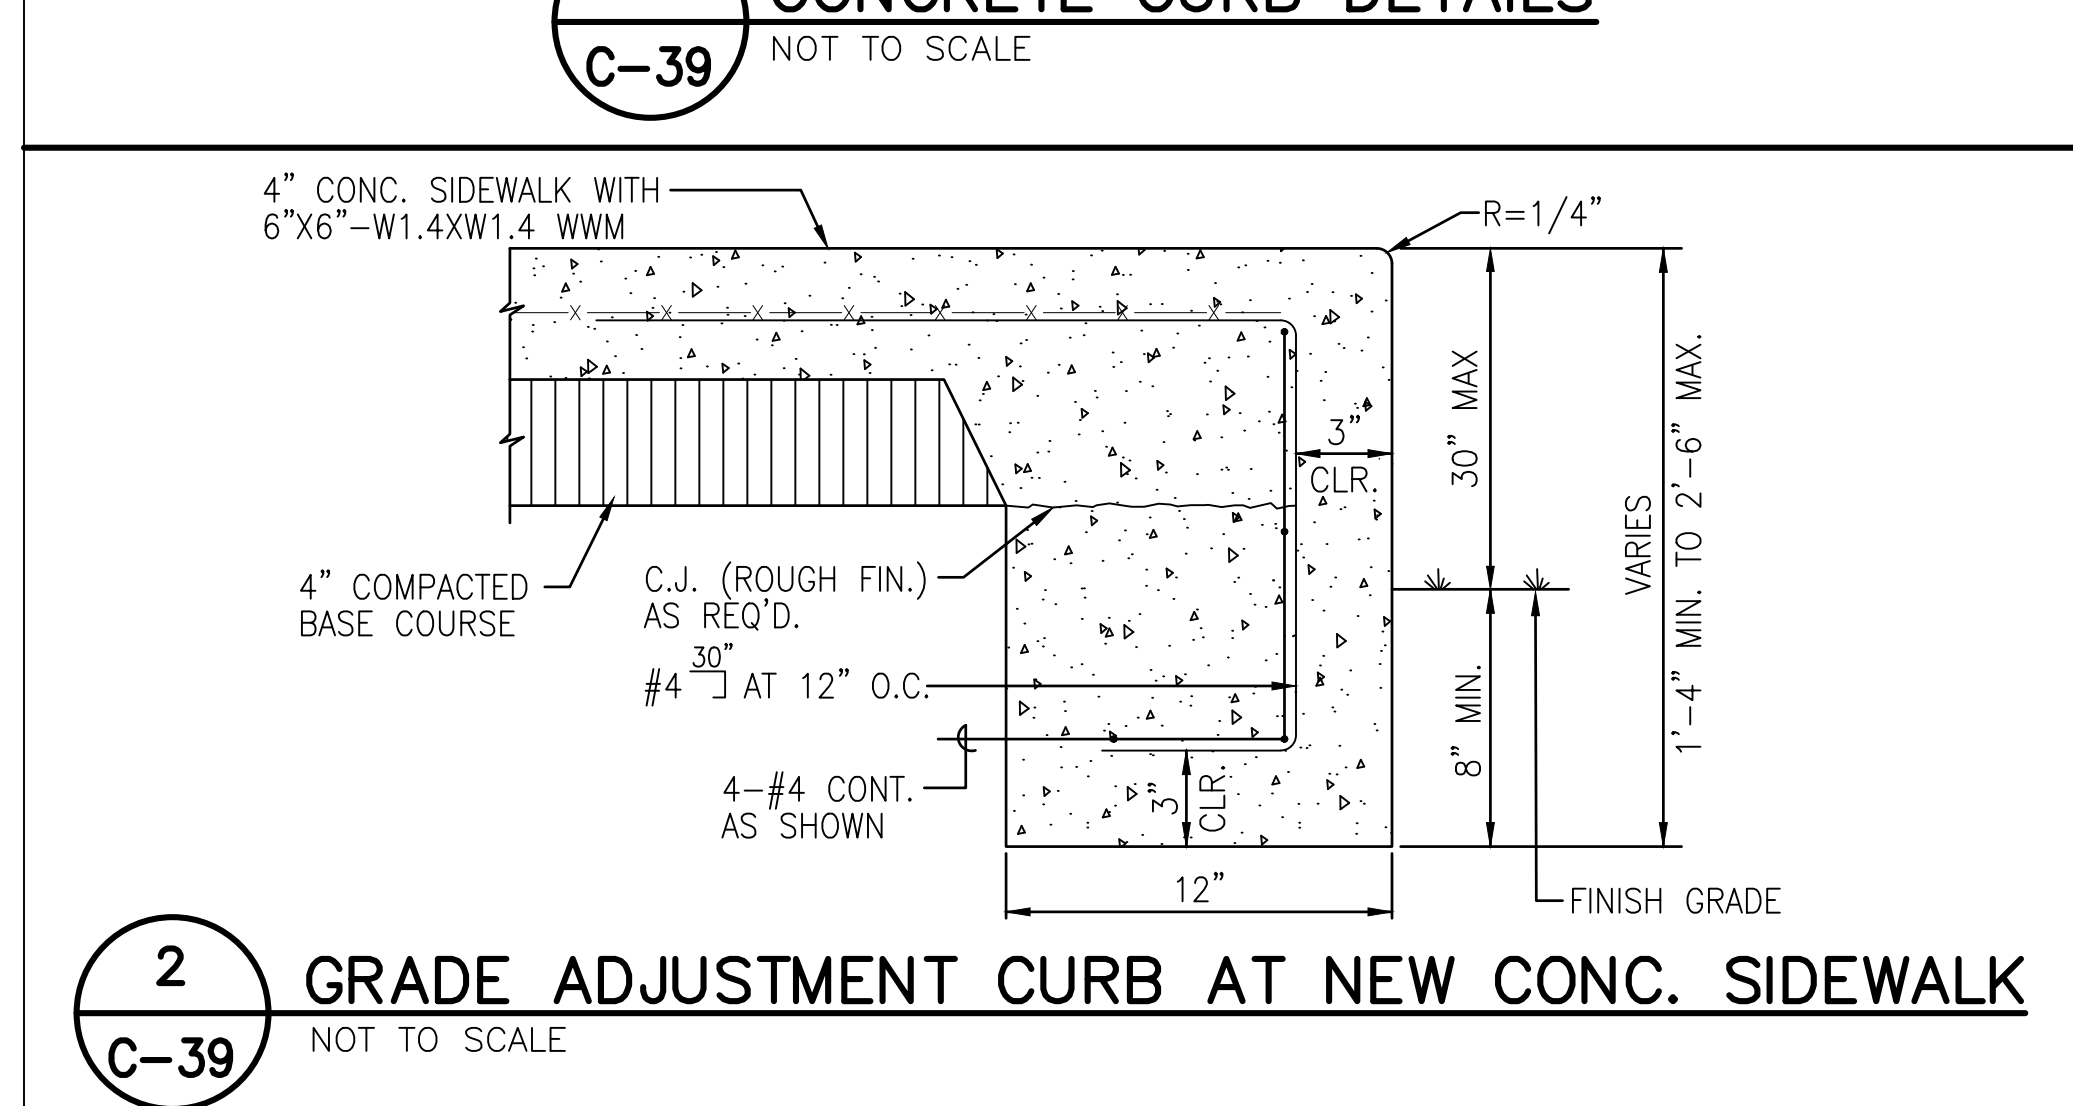 CONCRETE CURB DETAILS
NOT TO SCALE
C-39
4" CONC. SIDEWALK WITH
6"X6"-W1.4XW1.4 WWM
R=1/4"
30" MAX
VARIES
1'-4" MIN. TO 2'-6" MAX.
3"
CLR.
4" COMPACTED
BASE COURSE
C.J. (ROUGH FIN.)
AS REQ'D.
30"
#4 AT 12" O.C.
8" MIN.
4-#4 CONT.
AS SHOWN
3"
CLR.
12"
FINISH GRADE
2
C-39
GRADE ADJUSTMENT CURB AT NEW CONC. SIDEWALK
NOT TO SCALE